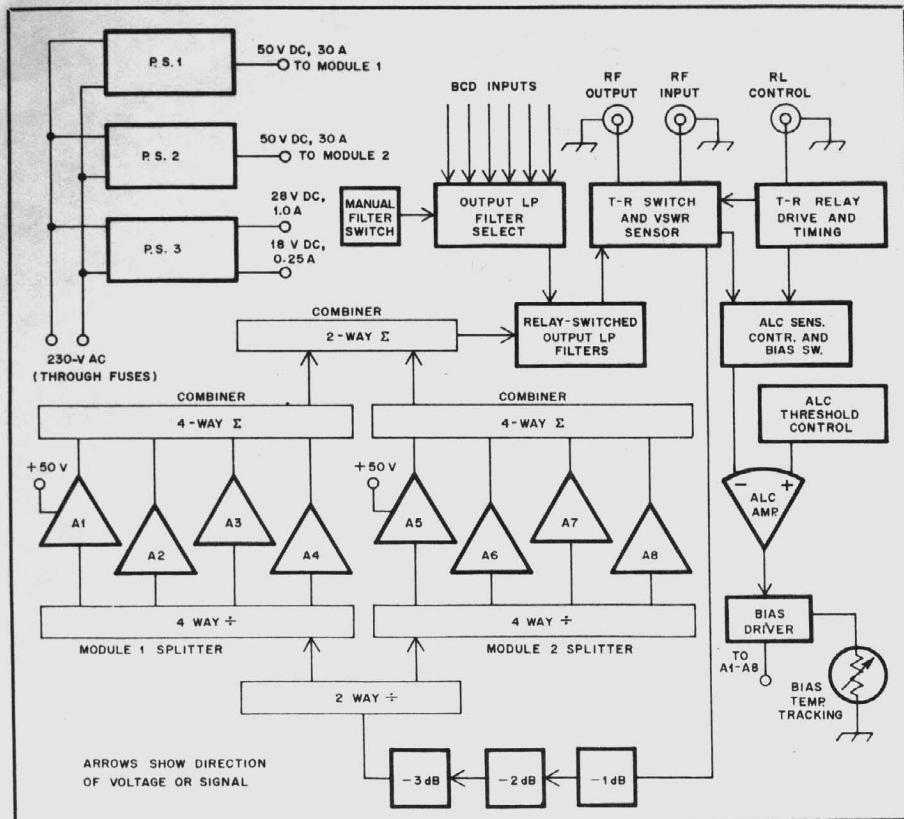 P.S.1
50 V DC, 30 A
TO MODULE 1
P.S. 2
50 V DC, 30 A
TO MODULE 2
P.S. 3
28 V DC,
1.0 A
18 V DC,
0.25 A
230-V AC
(THROUGH FUSES)
BCD INPUTS
RF
OUTPUT
RF
INPUT
RL
CONTROL
MANUAL
FILTER
SWITCH
OUTPUT LP
FILTER
SELECT
T-R SWITCH
AND VSWR
SENSOR
T-R RELAY
DRIVE AND
TIMING
COMBINER
2-WAY Σ
RELAY-SWITCHED
OUTPUT LP
FILTERS
ALC SENS.
CONTR. AND
BIAS SW.
COMBINER
4-WAY Σ
COMBINER
4-WAY Σ
ALC
THRESHOLD
CONTROL
+50 V
A1
A2
A3
A4
+50 V
A5
A6
A7
A8
− +
ALC
AMP.
4 WAY ÷
MODULE 1 SPLITTER
4 WAY ÷
MODULE 2 SPLITTER
BIAS
DRIVER
TO
A1-A8
BIAS
TEMP.
TRACKING
2 WAY ÷
ARROWS SHOW DIRECTION
OF VOLTAGE OR SIGNAL
−3 dB
−2 dB
−1 dB